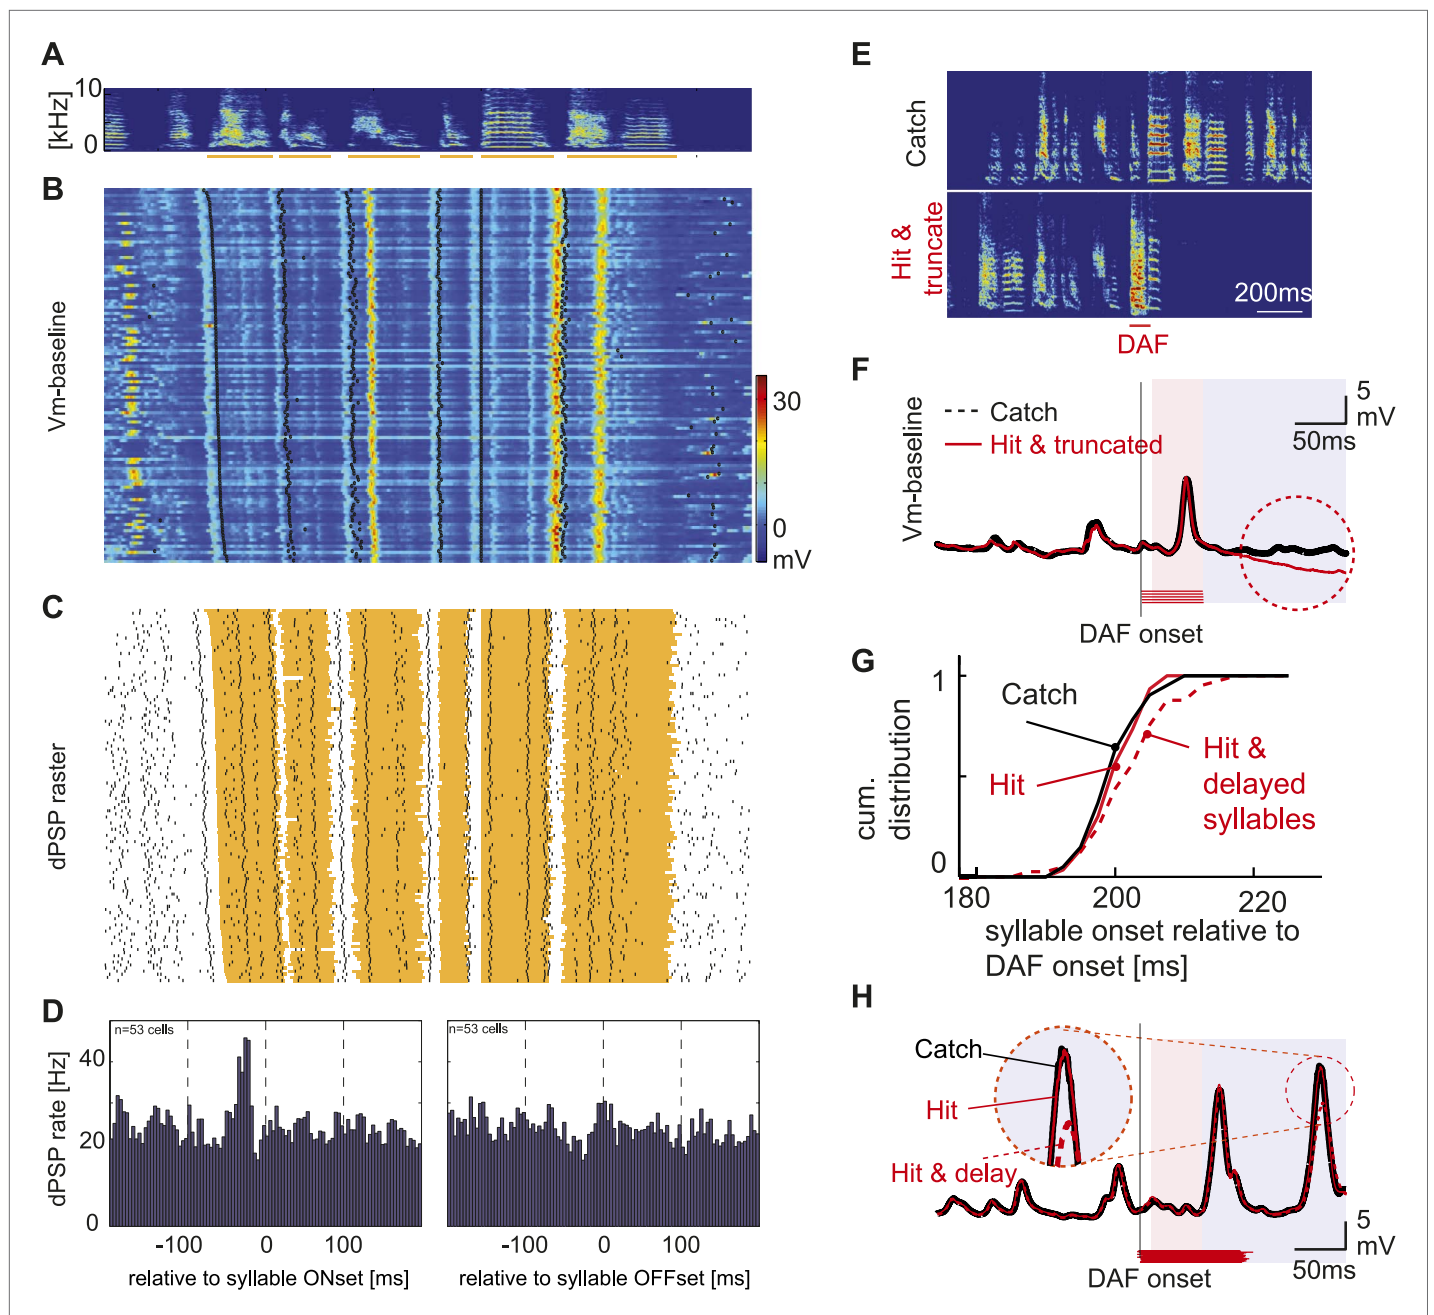 A
10
[kHz]
0
B
Vm-baseline
30
0
mV
C
dPSP raster
D
n=53 cells
n=53 cells
40
20
0
dPSP rate [Hz]
-100 0 100
-100 0 100
relative to syllable ONset [ms]
relative to syllable OFFset [ms]
E
Catch
Hit &
truncate
200ms
DAF
F
5
mV
50ms
Catch
Hit & truncated
Vm-baseline
DAF onset
G
1
Catch
Hit
Hit &
delayed
syllables
cum.
distribution
0
180 200 220
syllable onset relative to
DAF onset [ms]
H
Catch
Hit
Hit & delay
5
mV
50ms
DAF onset